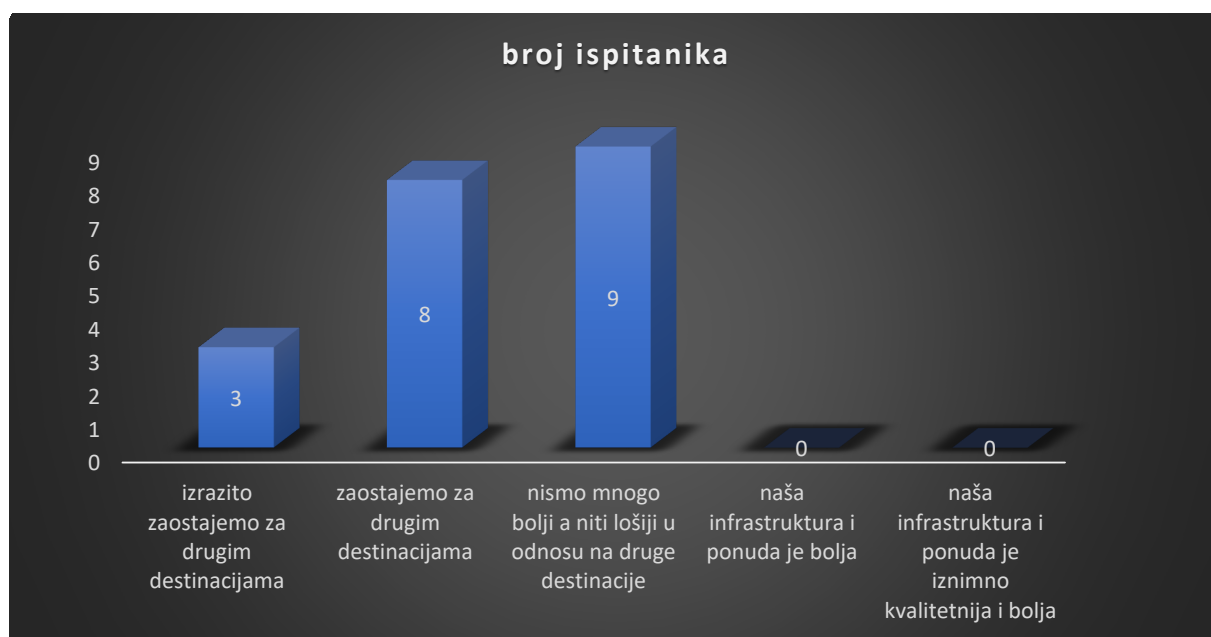 broj ispitanika
9
8
7
6
5
4
3
2
1
0
3
8
9
0
0
izrazito
zaostajemo za
drugim
destinacijama
zaostajemo za
drugim
destinacijama
nismo mnogo
bolji a niti lošiji u
odnosu na druge
destinacije
naša
infrastruktura i
ponuda je bolja
naša
infrastruktura i
ponuda je
iznimno
kvalitetnija i bolja